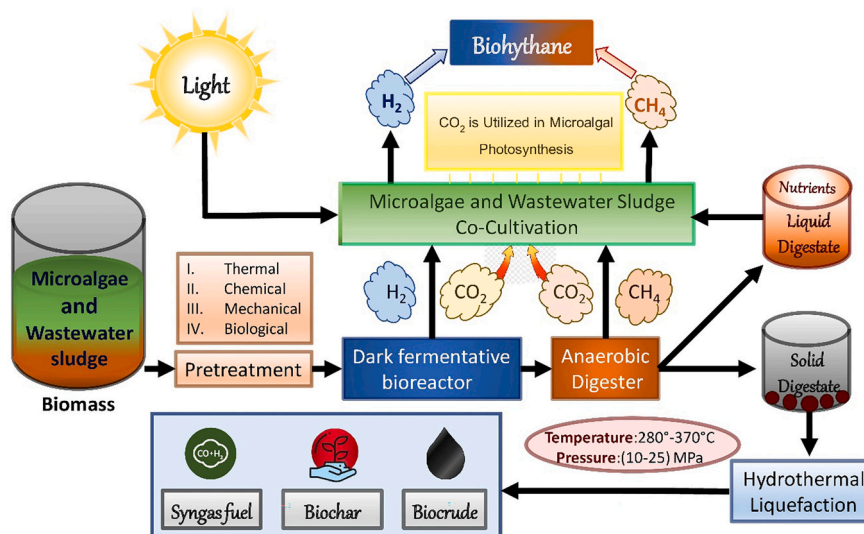 Biohythane
Light
H₂
CH₄
CO₂ is Utilized in Microalgal
Photosynthesis
Nutrients
Liquid
Digestate
Microalgae and Wastewater Sludge
Co-Cultivation
Microalgae
and
Wastewater
sludge
Biomass
I. Thermal
II. Chemical
III. Mechanical
IV. Biological
Pretreatment
H₂
CO₂
CO₂
CH₄
Dark fermentative
bioreactor
Anaerobic
Digester
Solid
Digestate
Temperature:280°-370°C
Pressure:(10-25) MPa
Hydrothermal
Liquefaction
CO+H₂
Syngas fuel
Biochar
Biocrude